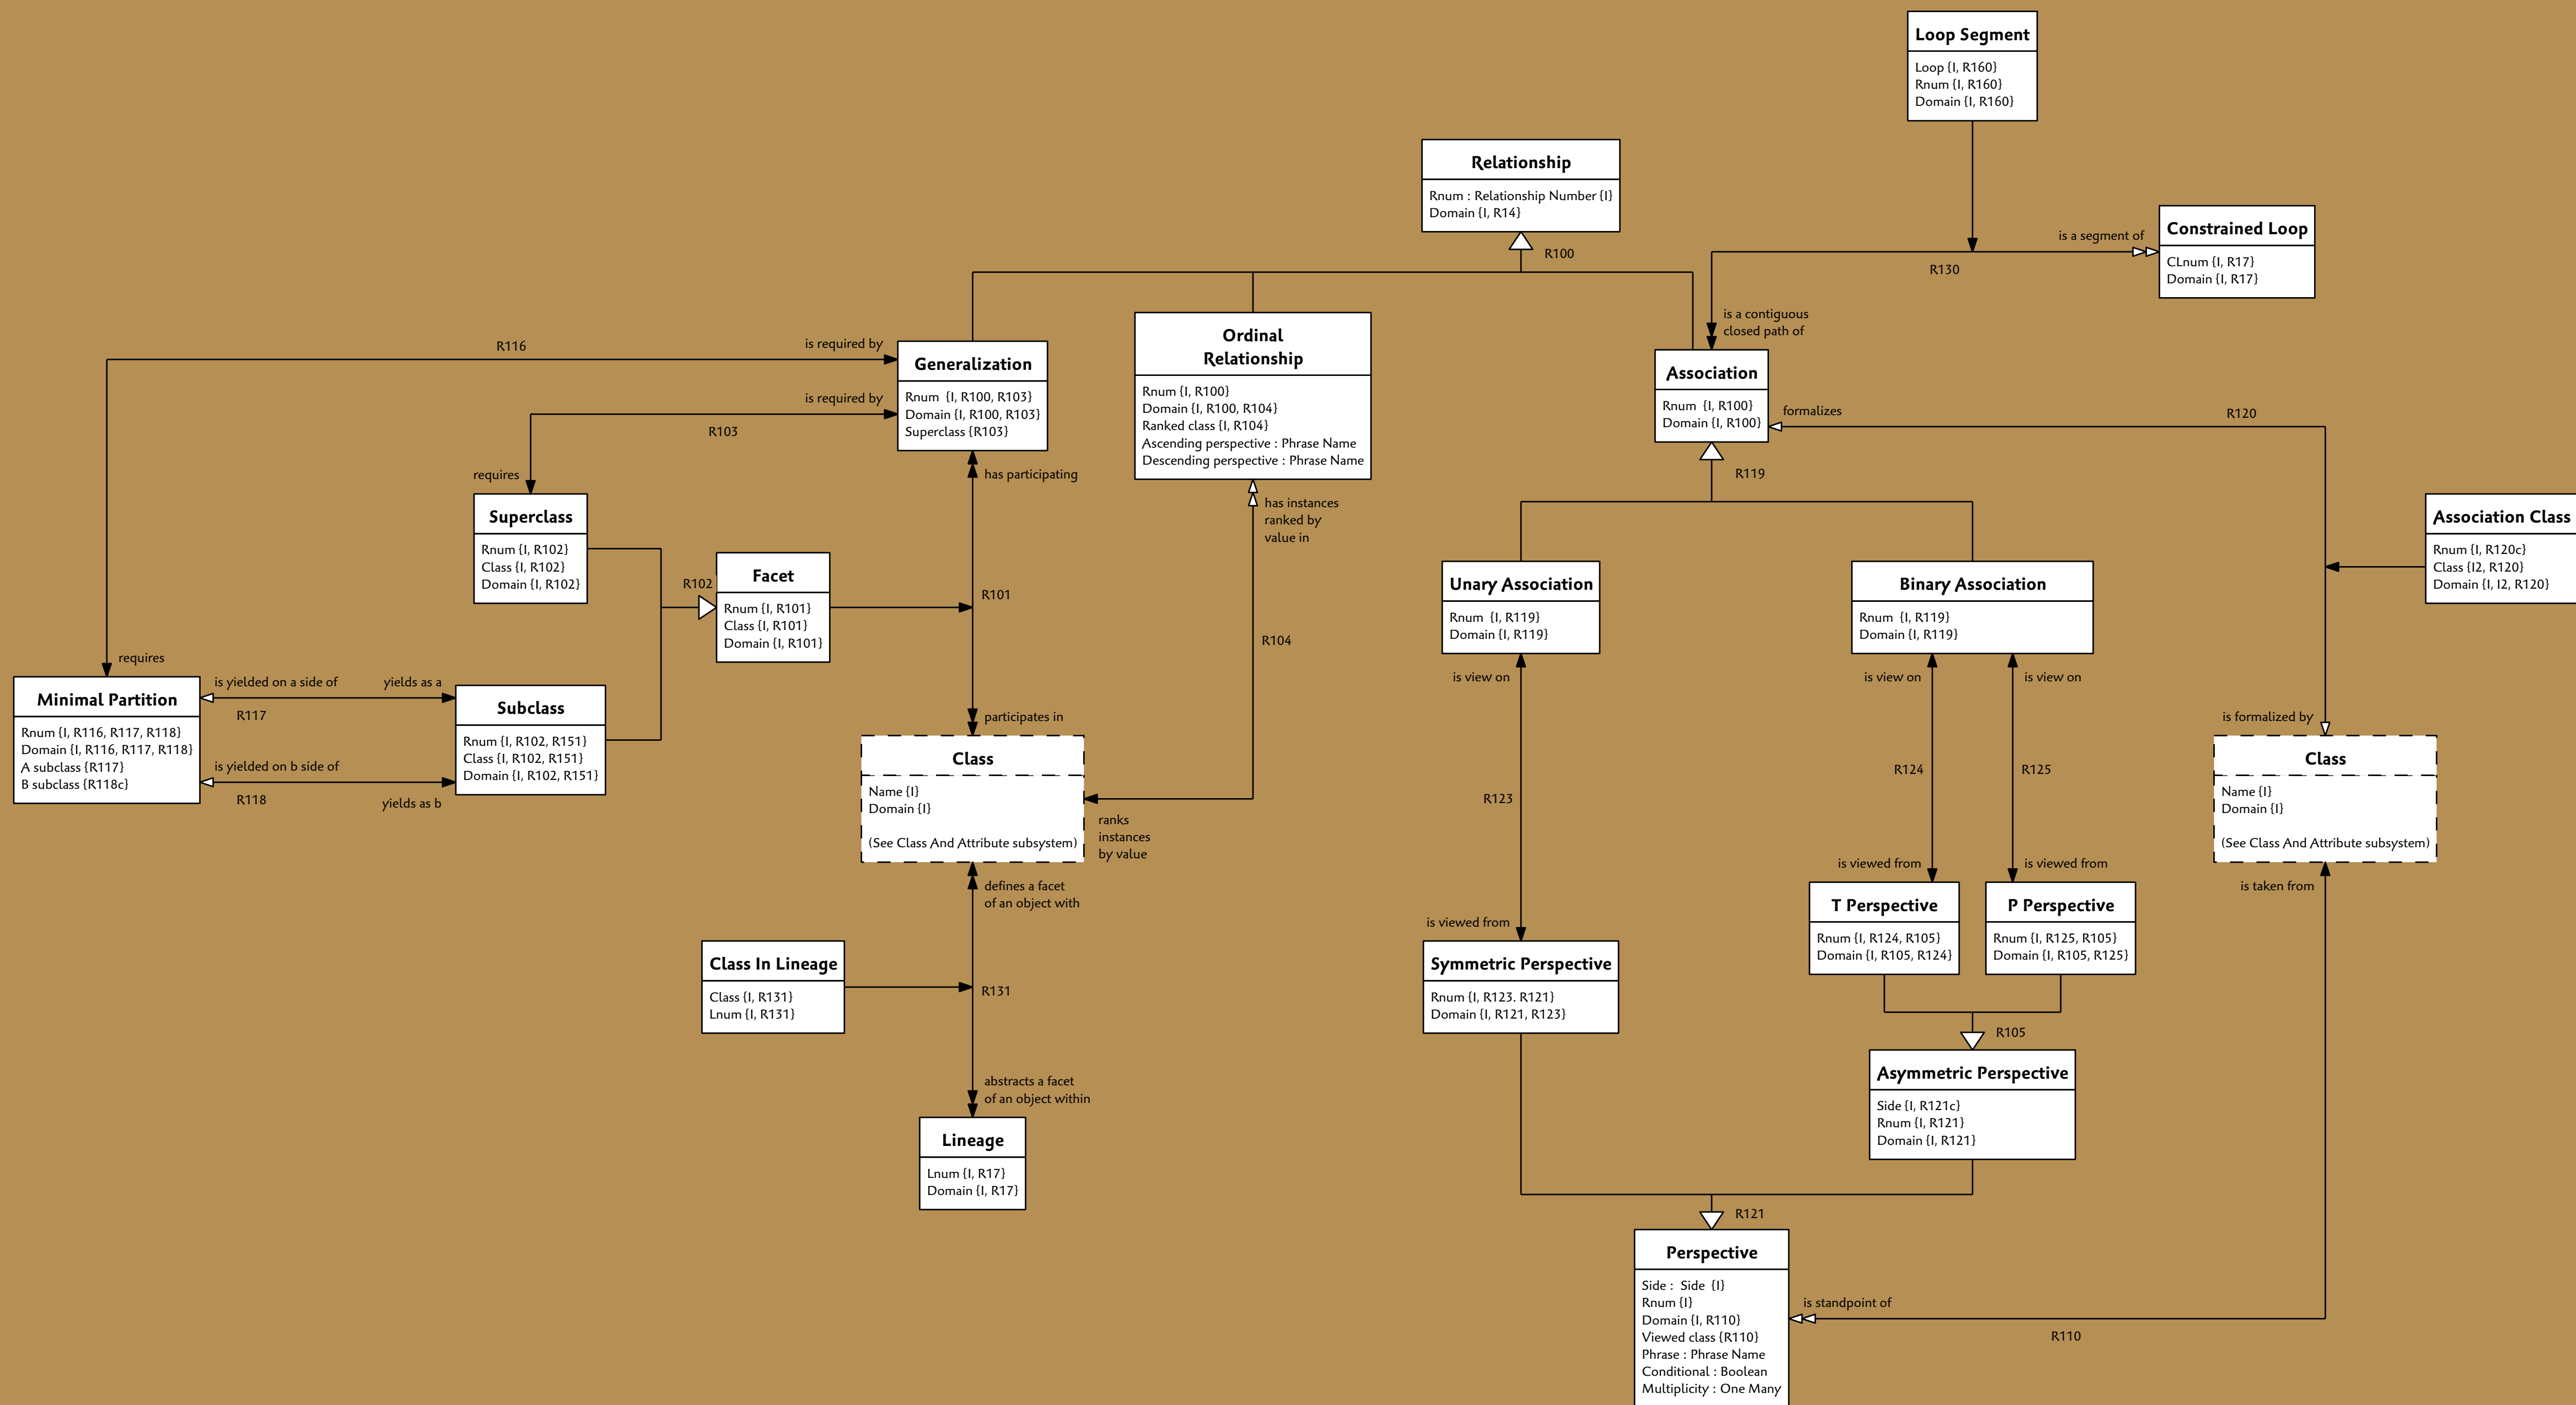 Loop Segment
Loop {I, R160}
Rnum {I, R160}
Domain {I, R160}
Relationship
Rnum : Relationship Number {I}
Domain {I, R14}
R100
is a segment of
R130
Constrained Loop
CLnum {I, R17}
Domain {I, R17}
is a contiguous
closed path of
R116
is required by
Generalization
Rnum  {I, R100, R103}
Domain {I, R100, R103}
Superclass {R103}
is required by
R103
requires
Ordinal
Relationship
Rnum {I, R100}
Domain {I, R100, R104}
Ranked class {I, R104}
Ascending perspective : Phrase Name
Descending perspective : Phrase Name
Association
Rnum  {I, R100}
Domain {I, R100}
formalizes
R120
R119
has participating
has instances
ranked by
value in
Superclass
Rnum {I, R102}
Class {I, R102}
Domain {I, R102}
R102
Facet
Rnum {I, R101}
Class {I, R101}
Domain {I, R101}
R101
R104
Unary Association
Rnum  {I, R119}
Domain {I, R119}
Binary Association
Rnum  {I, R119}
Domain {I, R119}
Association Class
Rnum {I, R120c}
Class {I2, R120}
Domain {I, I2, R120}
requires
Minimal Partition
Rnum {I, R116, R117, R118}
Domain {I, R116, R117, R118}
A subclass {R117}
B subclass {R118c}
is yielded on a side of
yields as a
R117
is yielded on b side of
R118
yields as b
Subclass
Rnum {I, R102, R151}
Class {I, R102, R151}
Domain {I, R102, R151}
participates in
Class
Name {I}
Domain {I}
(See Class And Attribute subsystem)
ranks
instances
by value
is view on
is view on
is view on
R123
R124
R125
is formalized by
Class
Name {I}
Domain {I}
(See Class And Attribute subsystem)
is taken from
defines a facet
of an object with
is viewed from
is viewed from
is viewed from
Class In Lineage
Class {I, R131}
Lnum {I, R131}
R131
abstracts a facet
of an object within
Lineage
Lnum {I, R17}
Domain {I, R17}
Symmetric Perspective
Rnum {I, R123. R121}
Domain {I, R121, R123}
T Perspective
Rnum {I, R124, R105}
Domain {I, R105, R124}
P Perspective
Rnum {I, R125, R105}
Domain {I, R105, R125}
R105
Asymmetric Perspective
Side {I, R121c}
Rnum {I, R121}
Domain {I, R121}
R121
Perspective
Side :  Side  {I}
Rnum {I}
Domain {I, R110}
Viewed class {R110}
Phrase : Phrase Name
Conditional : Boolean
Multiplicity : One Many
is standpoint of
R110